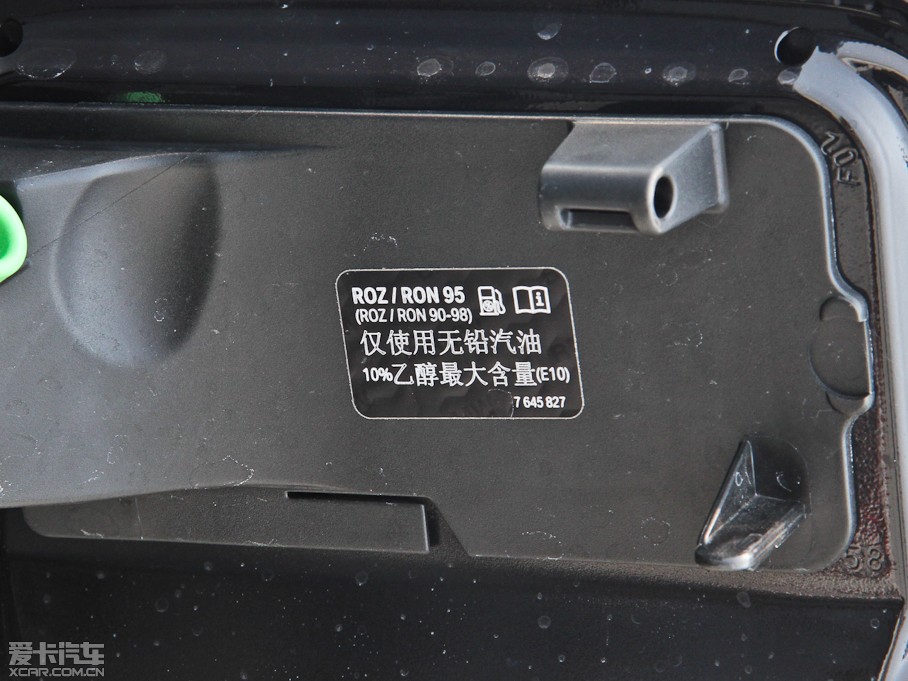 ROZ / RON 95
(ROZ / RON 90-98)
仅使用无铅汽油
10%乙醇最大含量(E10)
7 645 827
爱卡汽车
XCAR.COM.CN